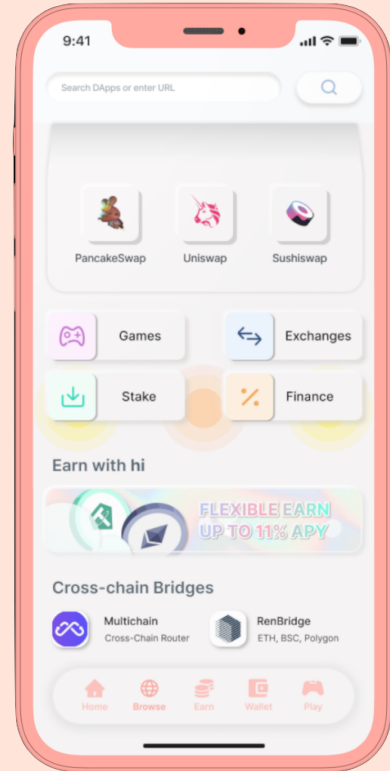 9:41
Search DApps or enter URL
PancakeSwap
Uniswap
Sushiswap
Games
Exchanges
Stake
Finance
Earn with hi
FLEXIBLE EARN
UP TO 11% APY
Cross-chain Bridges
Multichain
Cross-Chain Router
RenBridge
ETH, BSC, Polygon
Home
Browse
Earn
Wallet
Play